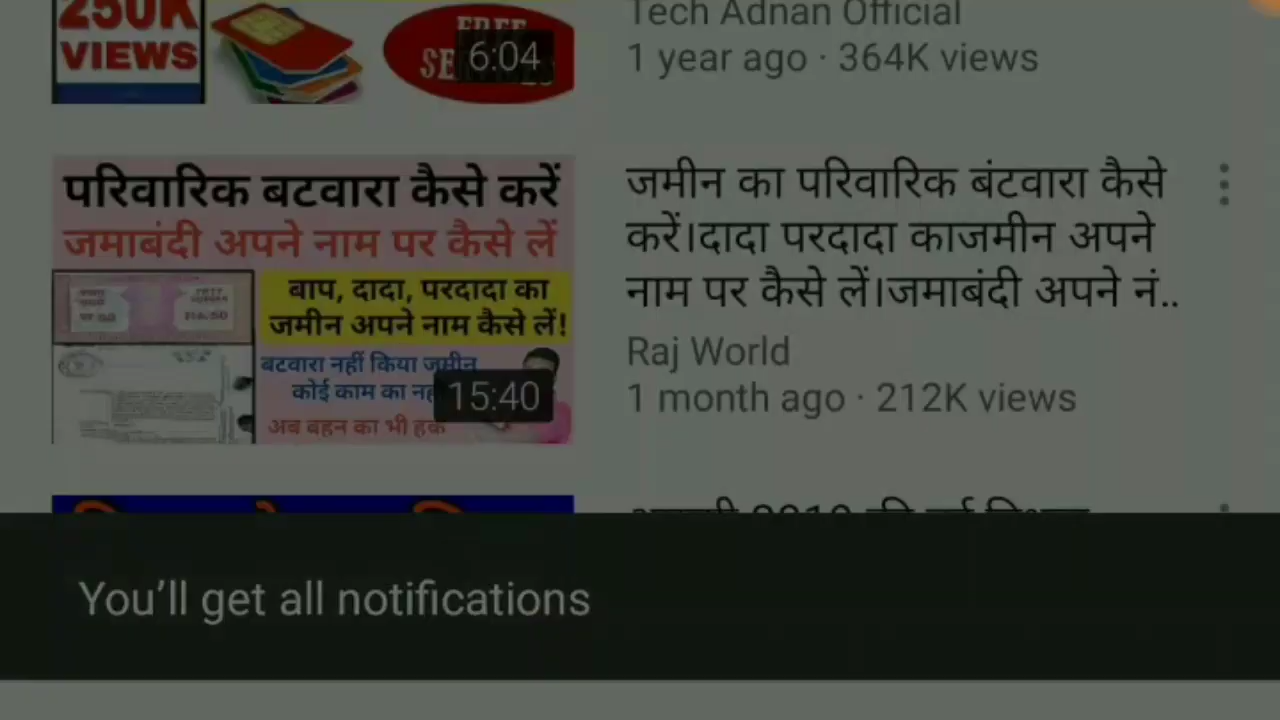 250K
VIEWS
FREE
6:04
Tech Adnan Official
1 year ago · 364K views
परिवारिक बटवारा कैसे करें
जमाबंदी अपने नाम पर कैसे लें
बाप, दादा, परदादा का
जमीन अपने नाम कैसे लें!
बटवारा नहीं किया जमीन
कोई काम का
अब बहन का भी हक
15:40
जमीन का परिवारिक बंटवारा कैसे
करें।दादा परदादा काजमीन अपने
नाम पर कैसे लें।जमाबंदी अपने नं..
Raj World
1 month ago · 212K views
You’ll get all notifications